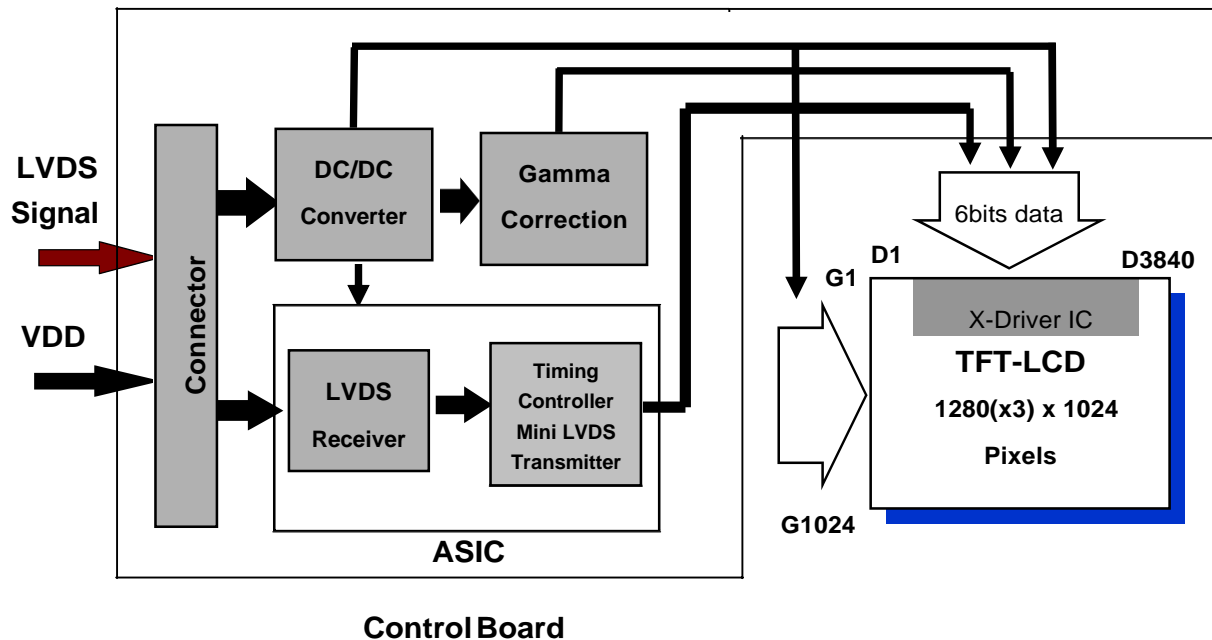 LVDS
Signal
VDD
Connector
DC/DC
Converter
Gamma
Correction
LVDS
Receiver
Timing
Controller
Mini LVDS
Transmitter
ASIC
6bits data
D1
D3840
G1
G1024
X-Driver IC
TFT-LCD
1280(x3) x 1024
Pixels
Control Board